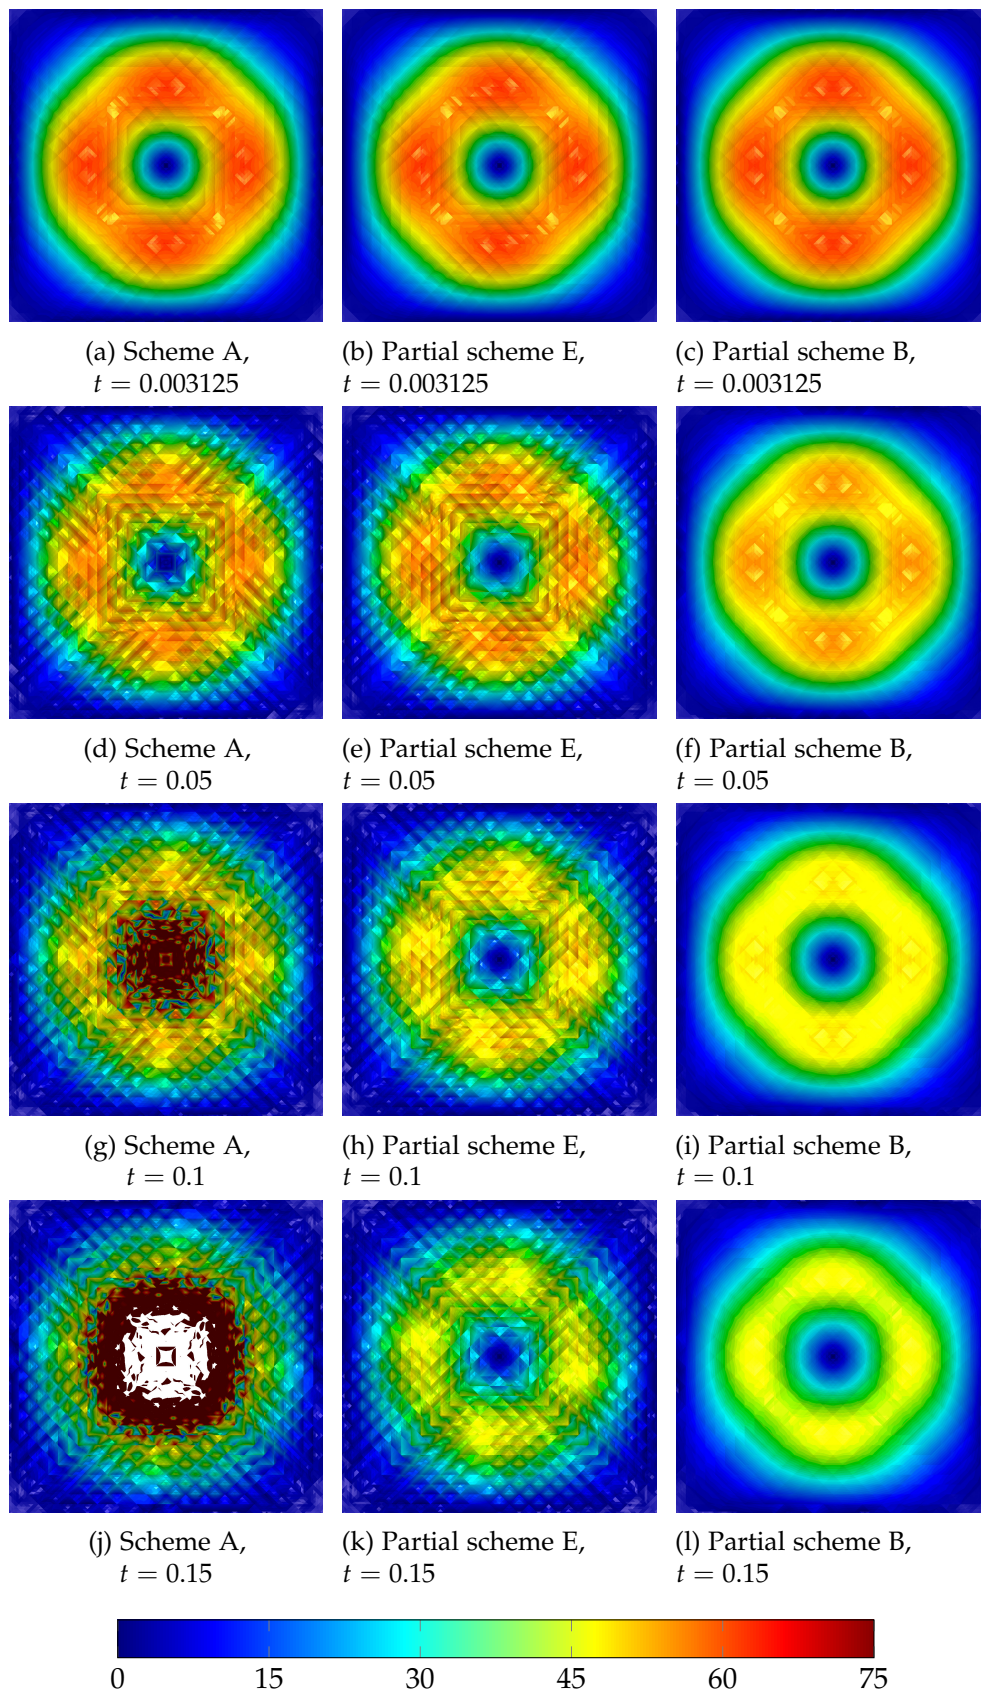 (a) Scheme A,
t = 0.003125
(b) Partial scheme E,
t = 0.003125
(c) Partial scheme B,
t = 0.003125
(d) Scheme A,
t = 0.05
(e) Partial scheme E,
t = 0.05
(f) Partial scheme B,
t = 0.05
(g) Scheme A,
t = 0.1
(h) Partial scheme E,
t = 0.1
(i) Partial scheme B,
t = 0.1
(j) Scheme A,
t = 0.15
(k) Partial scheme E,
t = 0.15
(l) Partial scheme B,
t = 0.15
0 15 30 45 60 75